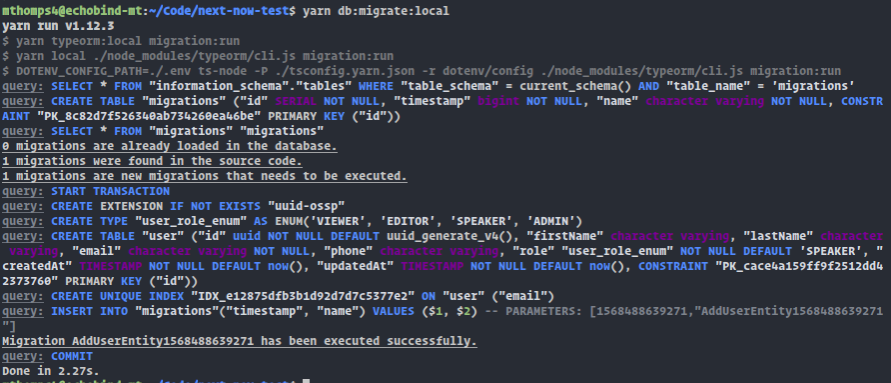 mthomps4@echobind-mt:~/Code/next-now-test$ yarn db:migrate:local
yarn run v1.12.3
$ yarn typeorm:local migration:run
$ yarn local ./node_modules/typeorm/cli.js migration:run
$ DOTENV_CONFIG_PATH=./.env ts-node -P ./tsconfig.yarn.json -r dotenv/config ./node_modules/typeorm/cli.js migration:run
query: SELECT * FROM "information_schema"."tables" WHERE "table_schema" = current_schema() AND "table_name" = 'migrations'
query: CREATE TABLE "migrations" ("id" SERIAL NOT NULL, "timestamp" bigint NOT NULL, "name" character varying NOT NULL, CONSTR
AINT "PK_8c82d7f526340ab734260ea46be" PRIMARY KEY ("id"))
query: SELECT * FROM "migrations" "migrations"
0 migrations are already loaded in the database.
1 migrations were found in the source code.
1 migrations are new migrations that needs to be executed.
query: START TRANSACTION
query: CREATE EXTENSION IF NOT EXISTS "uuid-ossp"
query: CREATE TYPE "user_role_enum" AS ENUM('VIEWER', 'EDITOR', 'SPEAKER', 'ADMIN')
query: CREATE TABLE "user" ("id" uuid NOT NULL DEFAULT uuid_generate_v4(), "firstName" character varying, "lastName" character
 varying, "email" character varying NOT NULL, "phone" character varying, "role" "user_role_enum" NOT NULL DEFAULT 'SPEAKER', "
createdAt" TIMESTAMP NOT NULL DEFAULT now(), "updatedAt" TIMESTAMP NOT NULL DEFAULT now(), CONSTRAINT "PK_cace4a159ff9f2512dd4
2373760" PRIMARY KEY ("id"))
query: CREATE UNIQUE INDEX "IDX_e12875dfb3b1d92d7d7c5377e2" ON "user" ("email")
query: INSERT INTO "migrations"("timestamp", "name") VALUES ($1, $2) -- PARAMETERS: [1568488639271,"AddUserEntity1568488639271
"]
Migration AddUserEntity1568488639271 has been executed successfully.
query: COMMIT
Done in 2.27s.
mthomps4@echobind-mt:~/Code/next-now-test$